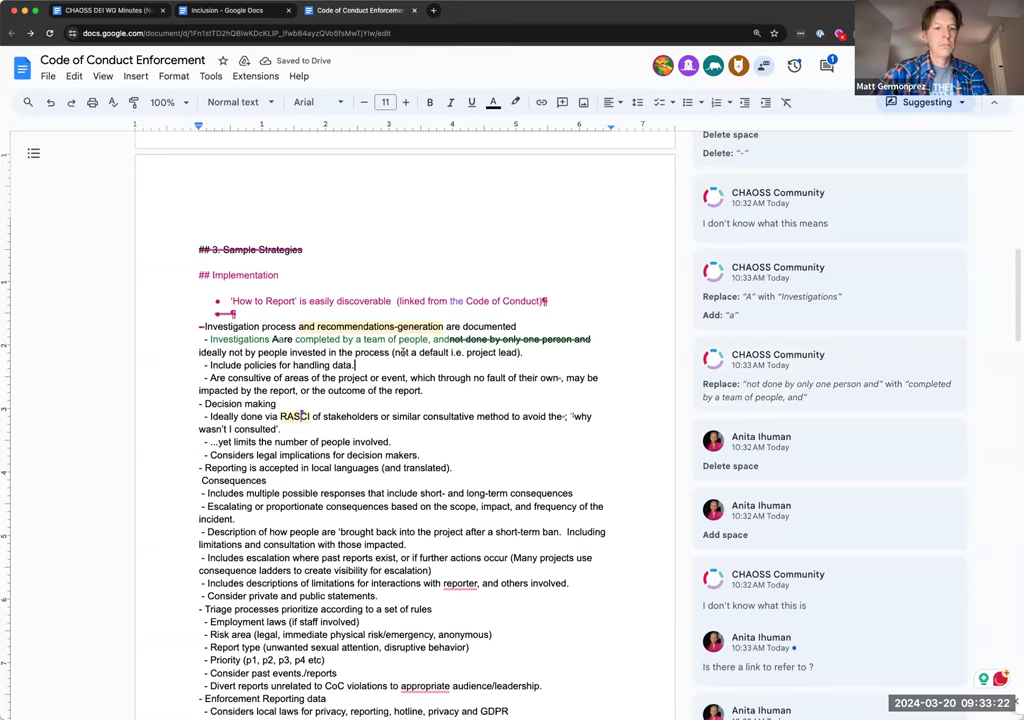 CHAOSS DEI WG Minutes (N
Inclusion - Google Docs
Code of Conduct Enforcemen
docs.google.com/document/d/
Code of Conduct Enforcement
Saved to Drive
File Edit View Insert Format Tools Extensions Help
100% Normal text Arial 11
Suggesting
Matt Germonprez
## 3. Sample Strategies
## Implementation
● 'How to Report' is easily discoverable (linked from the Code of Conduct)¶
¶
- Investigation process and recommendations-generation are documented
- Investigations Aare completed by a team of people, andnot done by only one person and
ideally not by people invested in the process (not a default i.e. project lead).
- Include policies for handling data.
- Are consultive of areas of the project or event, which through no fault of their own-, may be
impacted by the report, or the outcome of the report.
- Decision making
- Ideally done via RASCI of stakeholders or similar consultative method to avoid the-; 'why
wasn't I consulted'.
- ...yet limits the number of people involved.
- Considers legal implications for decision makers.
- Reporting is accepted in local languages (and translated).
Consequences
- Includes multiple possible responses that include short- and long-term consequences
- Escalating or proportionate consequences based on the scope, impact, and frequency of the
incident.
- Description of how people are 'brought back into the project after a short-term ban. Including
limitations and consultation with those impacted.
- Includes escalation where past reports exist, or if further actions occur (Many projects use
consequence ladders to create visibility for escalation)
- Includes descriptions of limitations for interactions with reporter, and others involved.
- Consider private and public statements.
- Triage processes prioritize according to a set of rules
- Employment laws (if staff involved)
- Risk area (legal, immediate physical risk/emergency, anonymous)
- Report type (unwanted sexual attention, disruptive behavior)
- Priority (p1, p2, p3, p4 etc)
- Consider past events./reports
- Divert reports unrelated to CoC violations to appropriate audience/leadership.
- Enforcement Reporting data
- Considers local laws for privacy, reporting, hotline, privacy and GDPR
Delete space
Delete: "-"
CHAOSS Community
10:32 AM Today
I don't know what this means
CHAOSS Community
10:32 AM Today
Replace: "A" with "Investigations"
Add: "a"
CHAOSS Community
10:33 AM Today
Replace: "not done by only one person and" with "completed
by a team of people, and"
Anita Ihuman
10:32 AM Today
Delete space
Anita Ihuman
10:32 AM Today
Add space
CHAOSS Community
10:32 AM Today
I don't know what this is
Anita Ihuman
10:33 AM Today
Is there a link to refer to ?
Anita Ihuman
2024-03-20 09:33:22